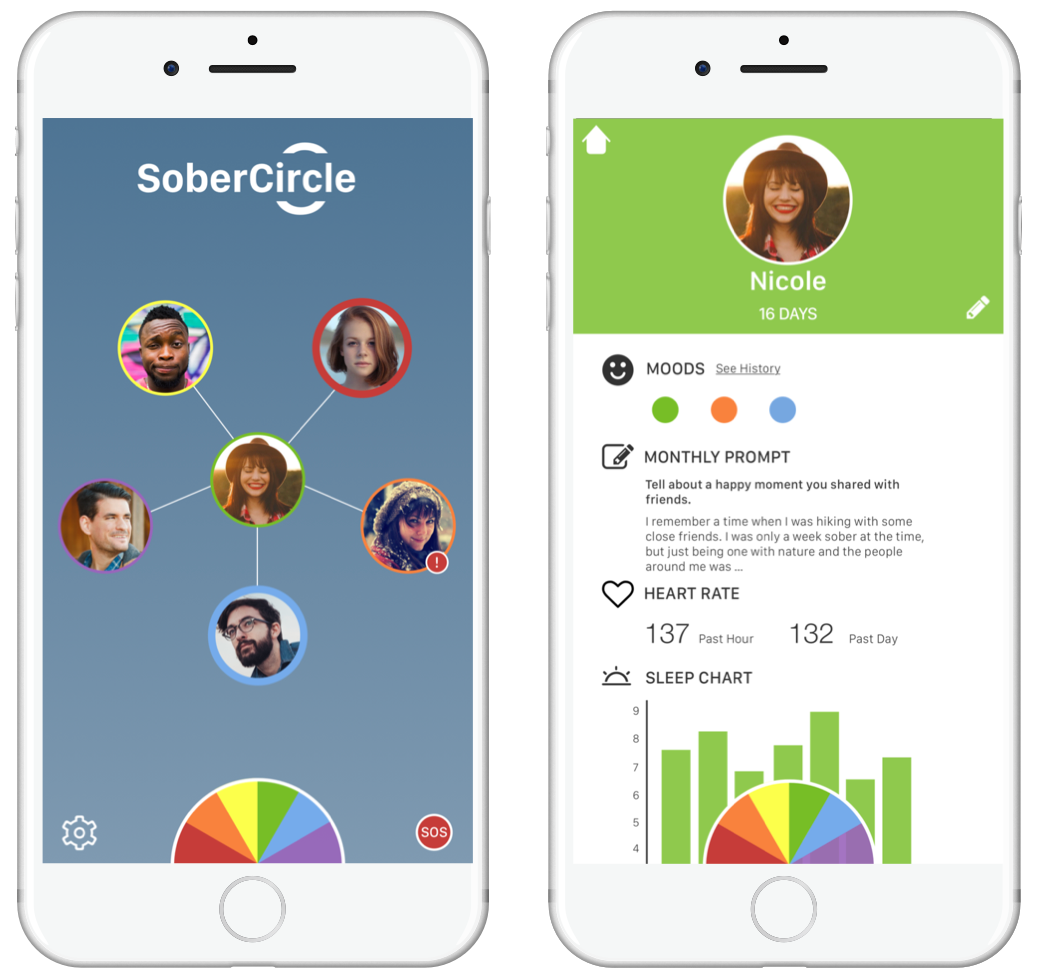 SoberCircle
!
SOS
Nicole
16 DAYS
MOODS See History
MONTHLY PROMPT
Tell about a happy moment you shared with
friends.
I remember a time when I was hiking with some
close friends. I was only a week sober at the time,
but just being one with nature and the people
around me was ...
HEART RATE
137 Past Hour 132 Past Day
SLEEP CHART
9
8
7
6
5
4